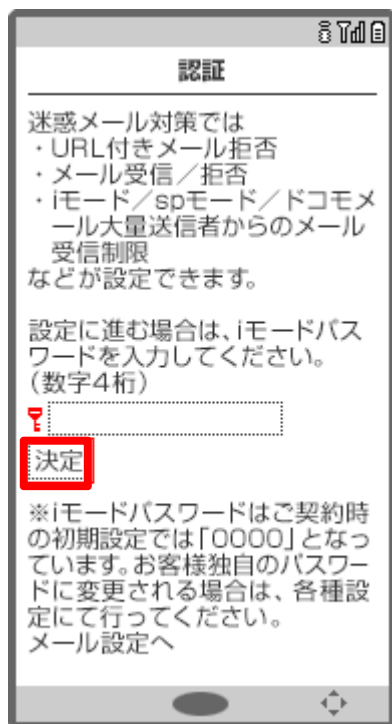 認証
迷惑メール対策では
・URL付きメール拒否
・メール受信／拒否
・iモード／spモード／ドコモメ
ール大量送信者からのメール
受信制限
などが設定できます。
設定に進む場合は、iモードパス
ワードを入力してください。
（数字4桁）
決定
※iモードパスワードはご契約時
の初期設定では「0000」となっ
ています。お客様独自のパスワー
ドに変更される場合は、各種設
定にて行ってください。
メール設定へ